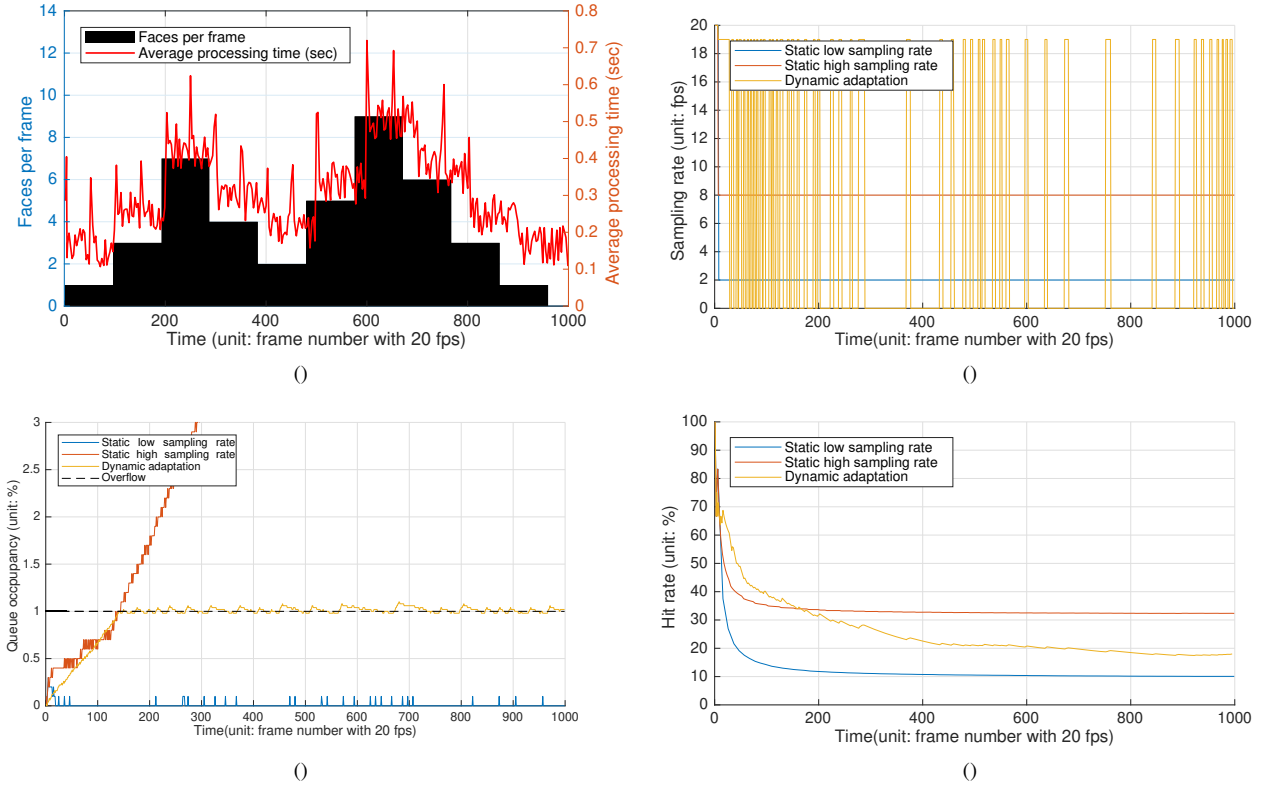 14
12
10
8
6
4
2
0
Faces per frame
Faces per frame
Average processing time (sec)
0.8
0.7
0.6
0.5
0.4
0.3
0.2
0.1
0
Average processing time (sec)
0 200 400 600 800 1000
Time (unit: frame number with 20 fps)
()
20
18
16
14
12
10
8
6
4
2
0
Sampling rate (unit: fps)
Static low sampling rate
Static high sampling rate
Dynamic adaptation
0 200 400 600 800 1000
Time(unit: frame number with 20 fps)
()
3
2.5
2
1.5
1
0.5
0
Queue occpupancy (unit: %)
Static low sampling rate
Static high sampling rate
Dynamic adaptation
Overflow
0 100 200 300 400 500 600 700 800 900 1000
Time(unit: frame number with 20 fps)
()
100
90
80
70
60
50
40
30
20
10
0
Hit rate (unit: %)
Static low sampling rate
Static high sampling rate
Dynamic adaptation
0 200 400 600 800 1000
Time(unit: frame number with 20 fps)
()